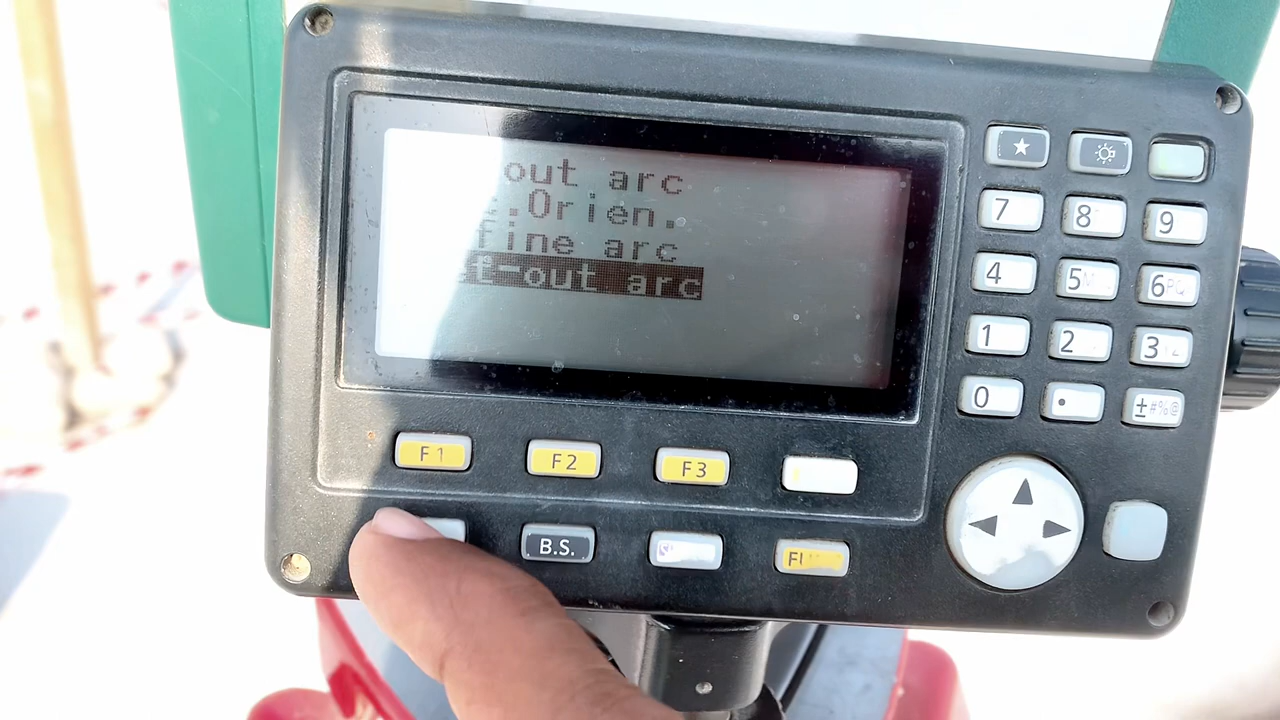 out arc
.Orien.
fine arc
t-out arc
★
7 8 9
4 5 6PQ
1 2 3
0 • ±#%@
F1 F2 F3
B.S.